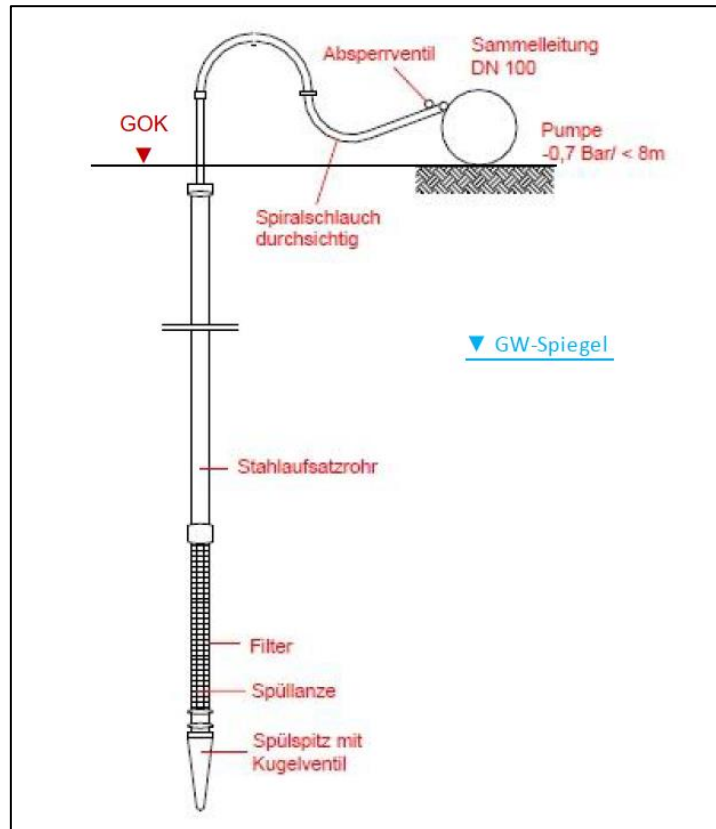 Absperrventil
Sammelleitung
DN 100
GOK
Pumpe
-0,7 Bar/ < 8m
Spiralschlauch
durchsichtig
GW-Spiegel
Stahlaufsatzrohr
Filter
Spüllanze
Spülspitz mit
Kugelventil